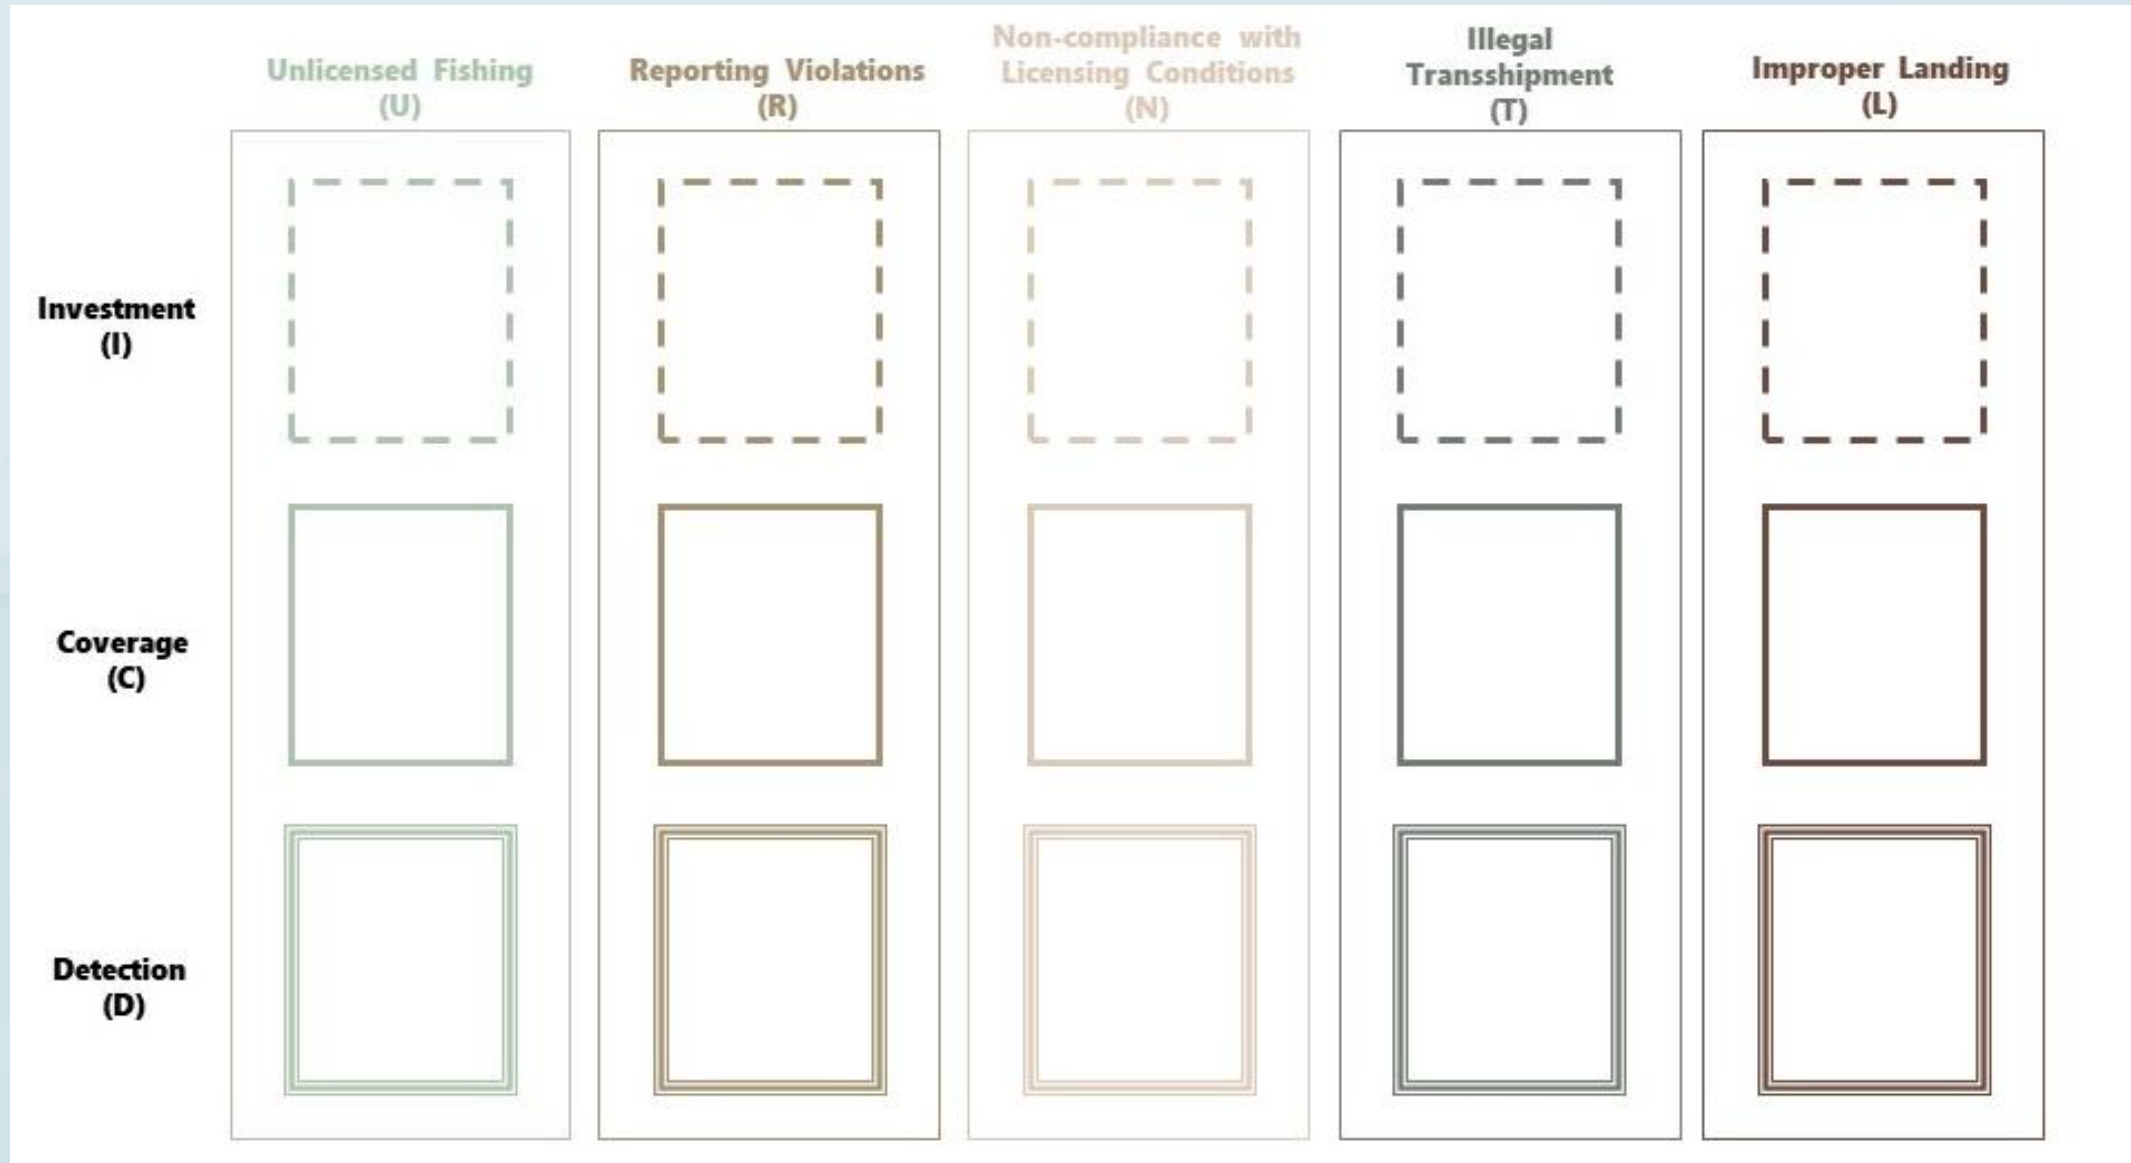 Unlicensed Fishing
(U)
Reporting Violations
(R)
Non-compliance with
Licensing Conditions
(N)
Illegal
Transshipment
(T)
Improper Landing
(L)
Investment
(I)
Coverage
(C)
Detection
(D)